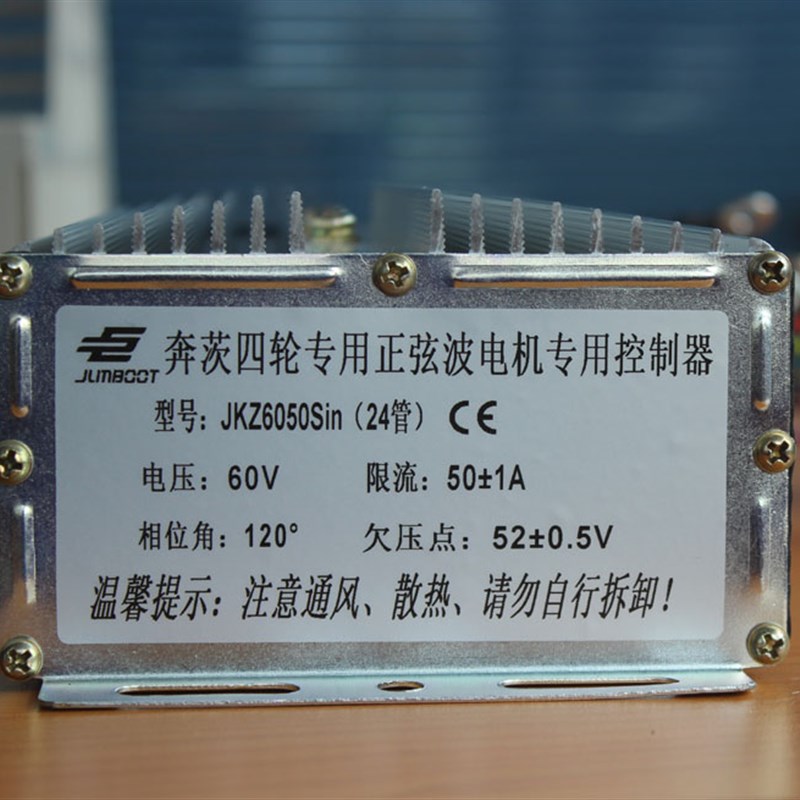 JUMBOOT 奔茨四轮专用正弦波电机专用控制器
型号：JKZ6050Sin（24管） CE
电压：60V 限流：50±1A
相位角：120° 欠压点：52±0.5V
温馨提示：注意通风、散热、请勿自行拆卸！